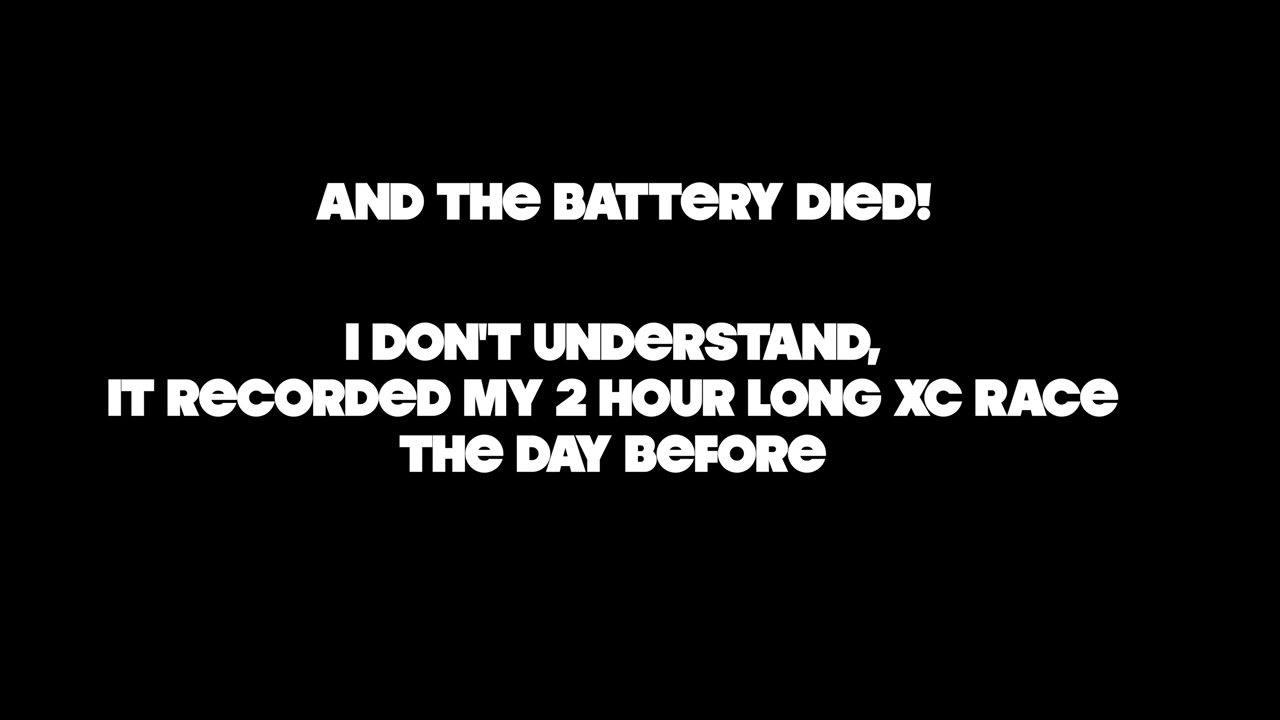 AND THE BATTERY DIED!
I DON'T UNDERSTAND,
IT RECORDED MY 2 HOUR LONG XC RACE
THE DAY BEFORE